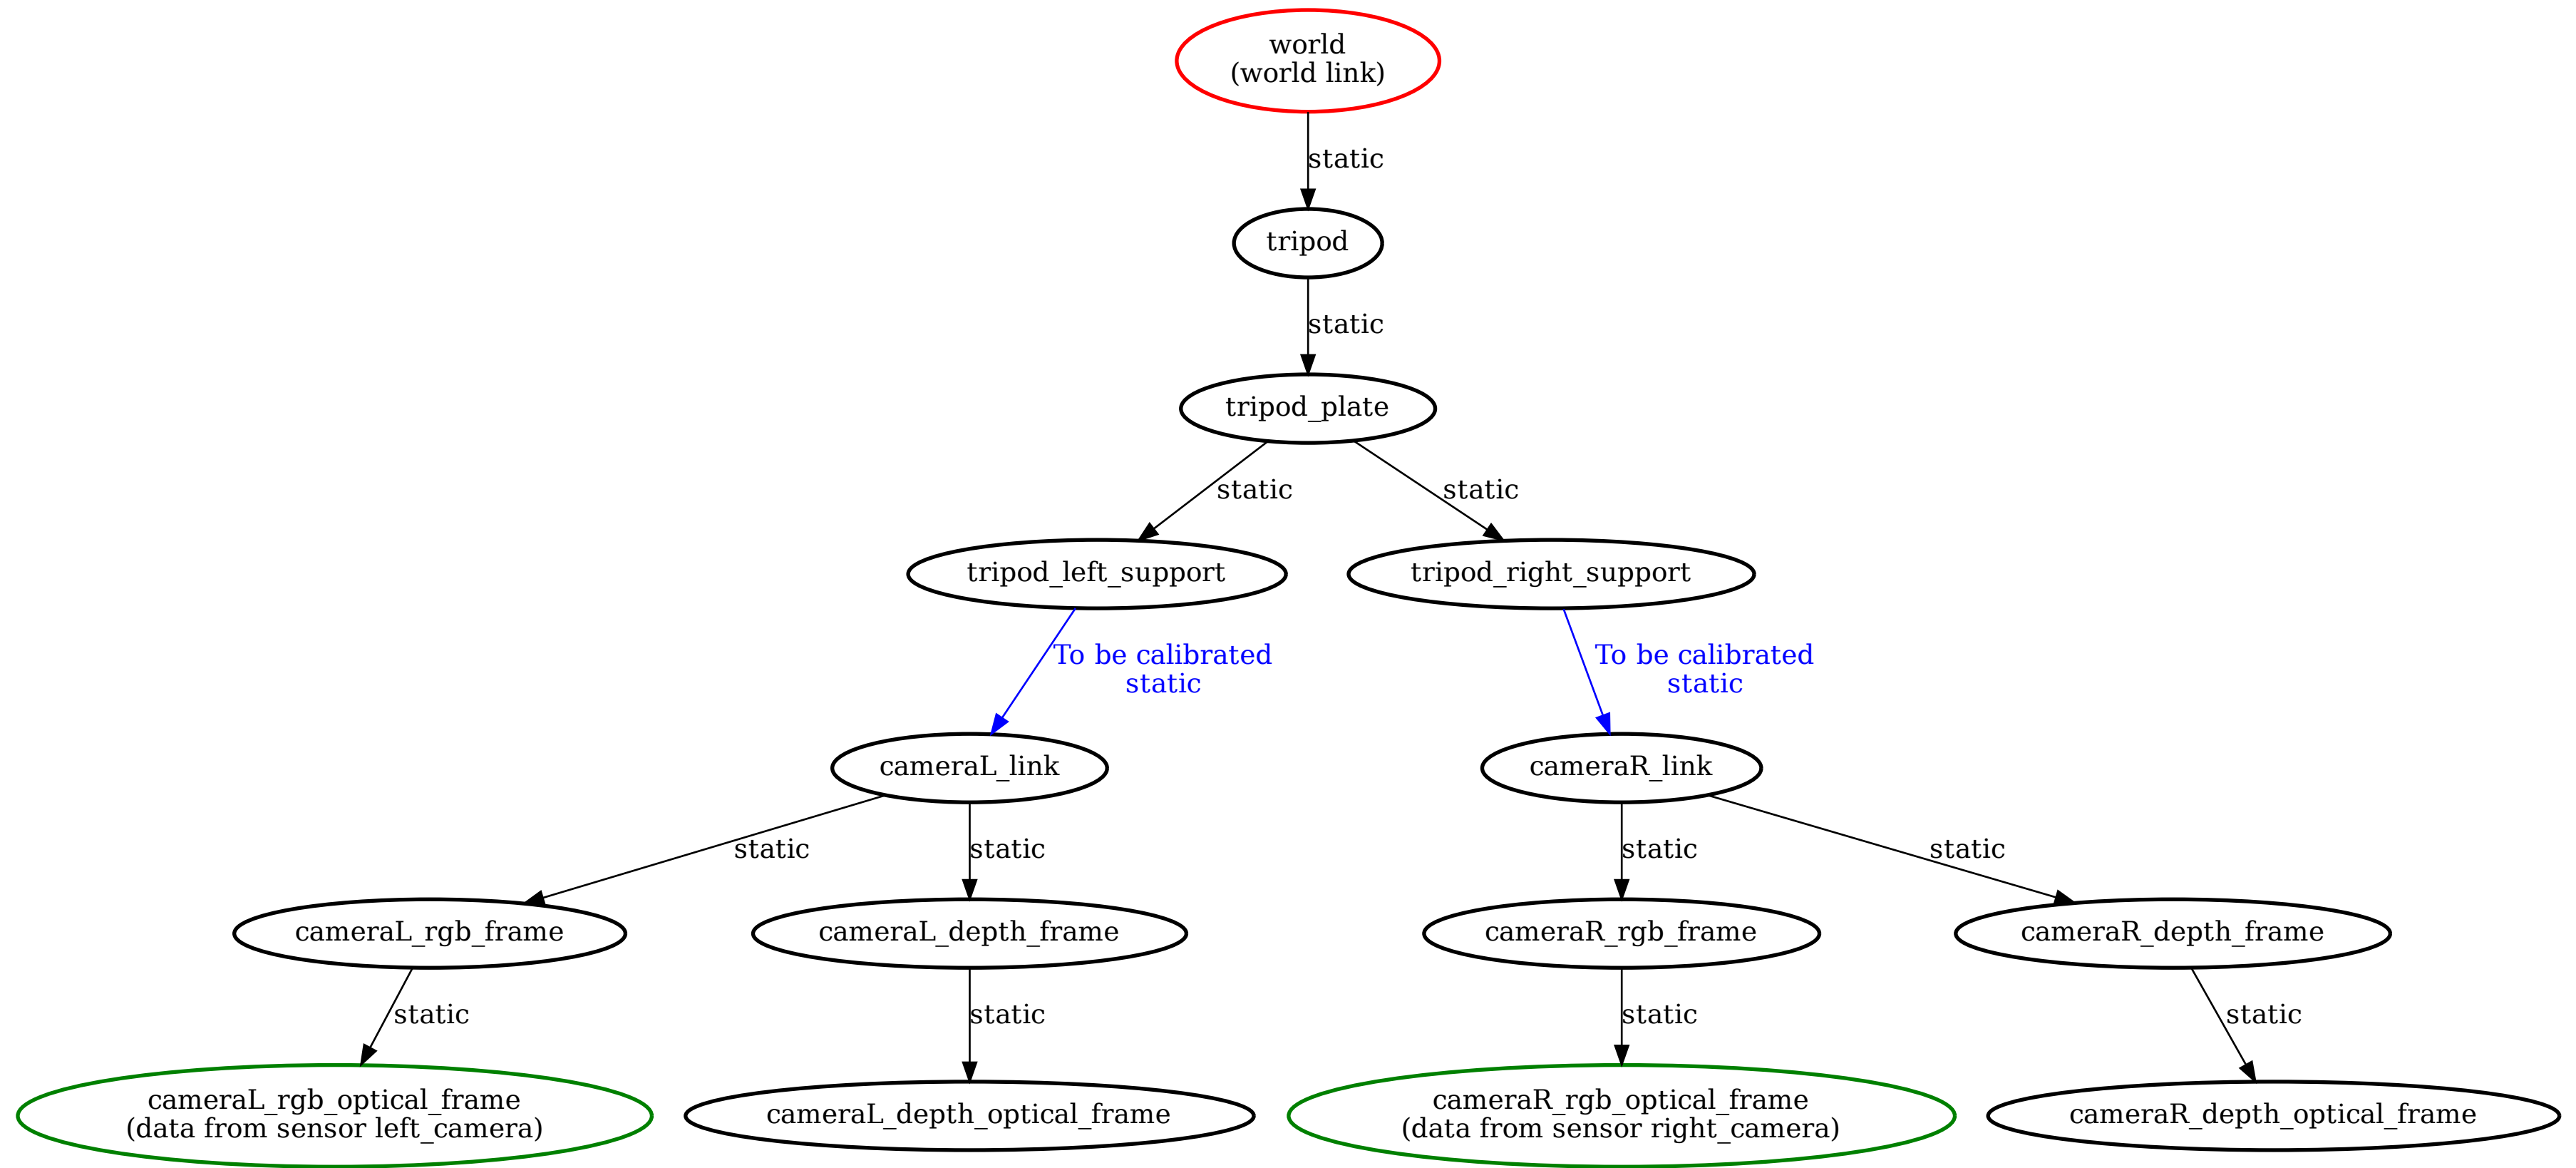 world
(world link)
static
tripod
static
tripod_plate
static
static
tripod_left_support
tripod_right_support
To be calibrated
static
To be calibrated
static
cameraL_link
cameraR_link
static
static
static
static
cameraL_rgb_frame
cameraL_depth_frame
cameraR_rgb_frame
cameraR_depth_frame
static
static
static
static
cameraL_rgb_optical_frame
(data from sensor left_camera)
cameraL_depth_optical_frame
cameraR_rgb_optical_frame
(data from sensor right_camera)
cameraR_depth_optical_frame